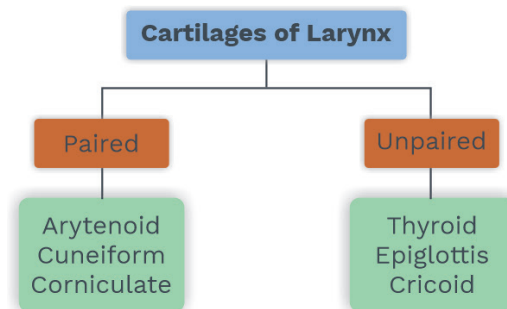 Cartilages of Larynx
Paired
Unpaired
Arytenoid
Cuneiform
Corniculate
Thyroid
Epiglottis
Cricoid